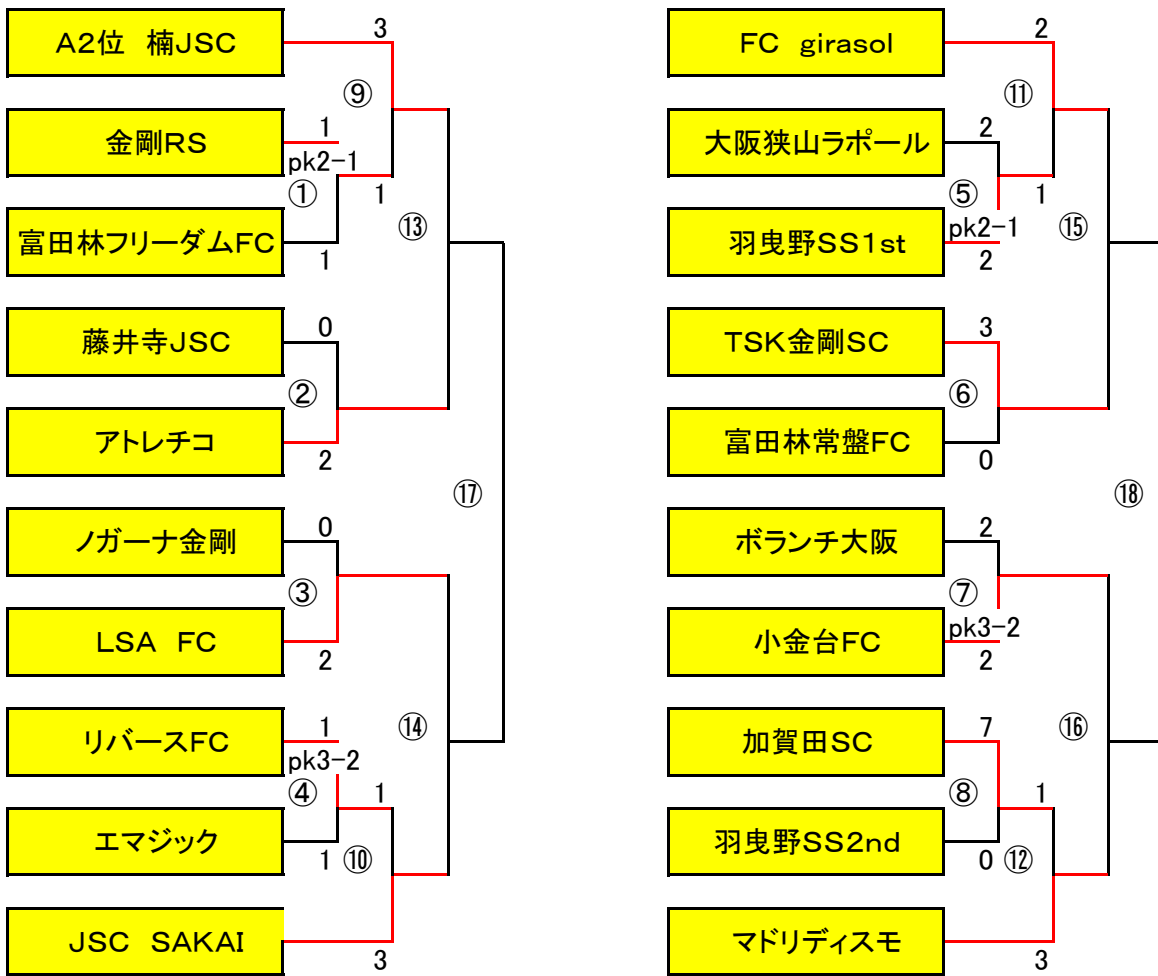 A2位 楠JSC
3
⑨
金剛RS
1
pk2-1
①
1
富田林フリーダムFC
1
⑬
藤井寺JSC
0
②
アトレチコ
2
⑰
ノガーナ金剛
0
③
LSA FC
2
リバースFC
1
pk3-2
⑭
④
1
エマジック
1
⑩
JSC SAKAI
3
FC girasol
2
⑪
大阪狭山ラポール
2
⑤
1
羽曳野SS1st
pk2-1
2
⑮
TSK金剛SC
3
⑥
富田林常盤FC
0
⑱
ボランチ大阪
2
⑦
小金台FC
pk3-2
2
加賀田SC
7
⑯
⑧
1
羽曳野SS2nd
0
⑫
マドリディスモ
3